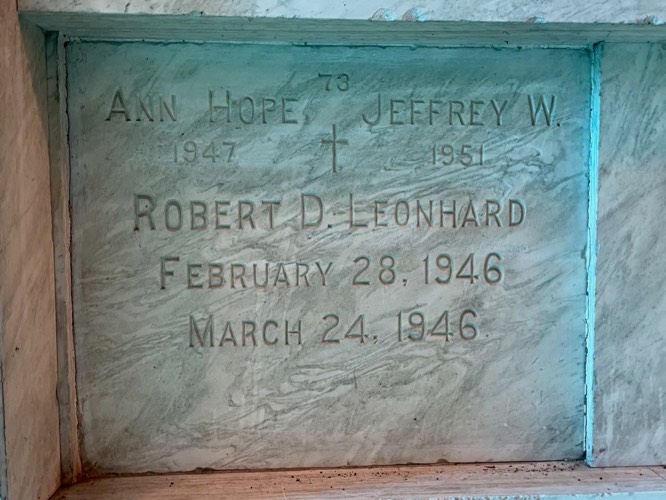 73
ANN HOPE, JEFFREY W.
1947 1951
ROBERT D. LEONHARD
FEBRUARY 28, 1946
MARCH 24, 1946